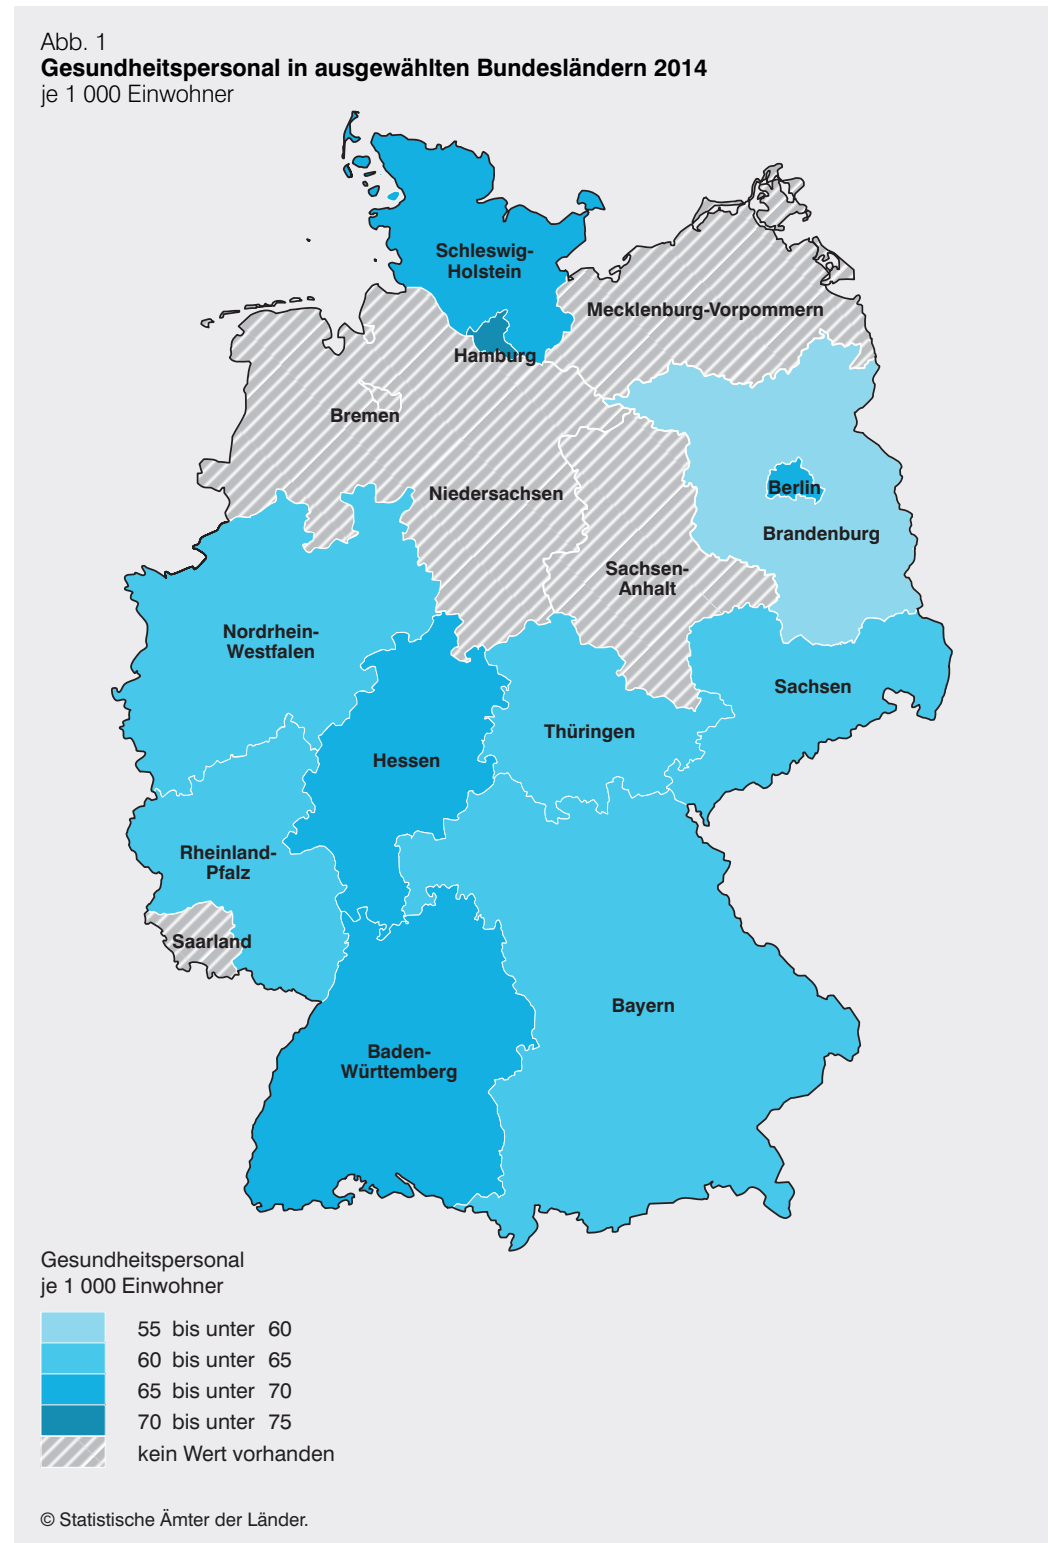 Abb. 1
Gesundheitspersonal in ausgewählten Bundesländern 2014
je 1 000 Einwohner
Schleswig-
Holstein
Mecklenburg-Vorpommern
Hamburg
Bremen
Berlin
Niedersachsen
Brandenburg
Sachsen-
Anhalt
Nordrhein-
Westfalen
Sachsen
Thüringen
Hessen
Rheinland-
Pfalz
Saarland
Bayern
Baden-
Württemberg
Gesundheitspersonal
je 1 000 Einwohner
55 bis unter 60
60 bis unter 65
65 bis unter 70
70 bis unter 75
kein Wert vorhanden
© Statistische Ämter der Länder.